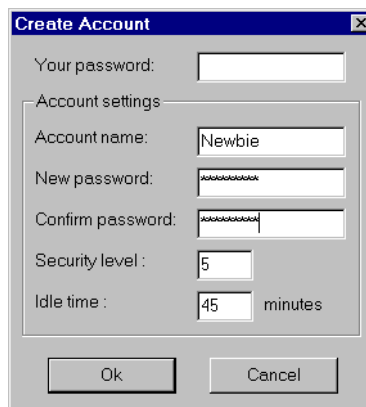 Create Account
Your password:
Account settings
Account name: Newbie
New password: *********
Confirm password: *********
Security level : 5
Idle time : 45 minutes
Ok Cancel